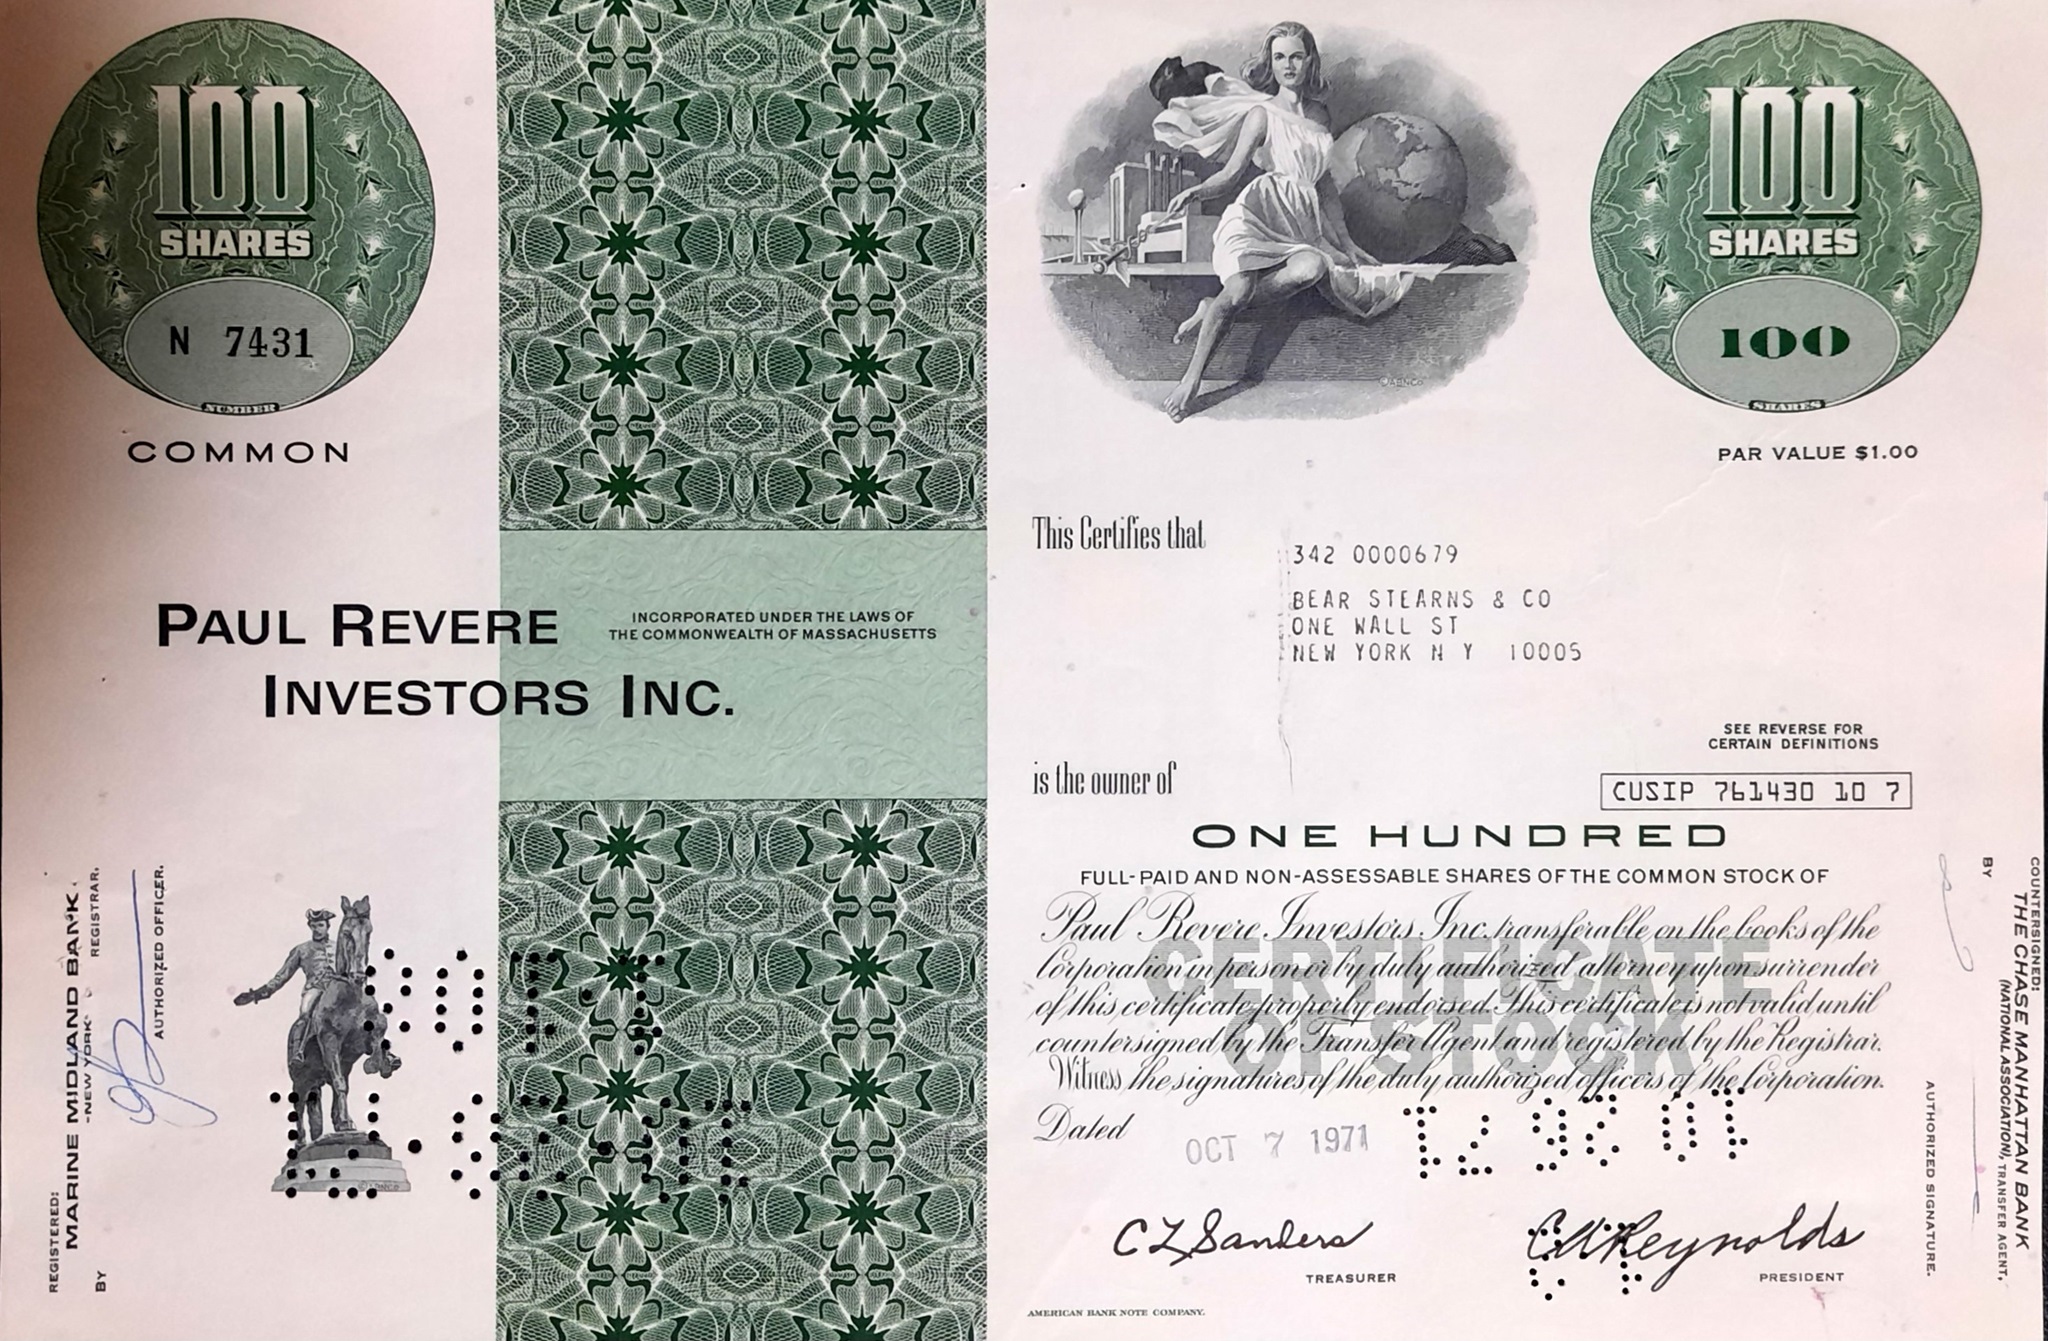 100
SHARES
N 7431
NUMBER
COMMON
100
SHARES
100
SHARES
PAR VALUE $1.00
PAUL REVERE
INVESTORS INC.
INCORPORATED UNDER THE LAWS OF
THE COMMONWEALTH OF MASSACHUSETTS
This Certifies that
342 0000679
BEAR STEARNS & CO
ONE WALL ST
NEW YORK N Y 10005
SEE REVERSE FOR
CERTAIN DEFINITIONS
is the owner of
CUSIP 761430 10 7
ONE HUNDRED
FULL-PAID AND NON-ASSESSABLE SHARES OF THE COMMON STOCK OF
CERTIFICATE
OF STOCK
Paul Revere Investors Inc. transferable on the books of the
Corporation in person or by duly authorized attorney upon surrender
of this certificate properly endorsed. This certificate is not valid until
countersigned by the Transfer Agent and registered by the Registrar.
Witness the signatures of the duly authorized officers of the Corporation.
Dated
OCT 7 1971
C L Sanders
TREASURER
Reynolds
PRESIDENT
AMERICAN BANK NOTE COMPANY.
REGISTERED:
MARINE MIDLAND BANK
-NEW YORK-
REGISTRAR.
BY
AUTHORIZED OFFICER.
COUNTERSIGNED:
THE CHASE MANHATTAN BANK
(NATIONAL ASSOCIATION), TRANSFER AGENT,
BY
AUTHORIZED SIGNATURE.